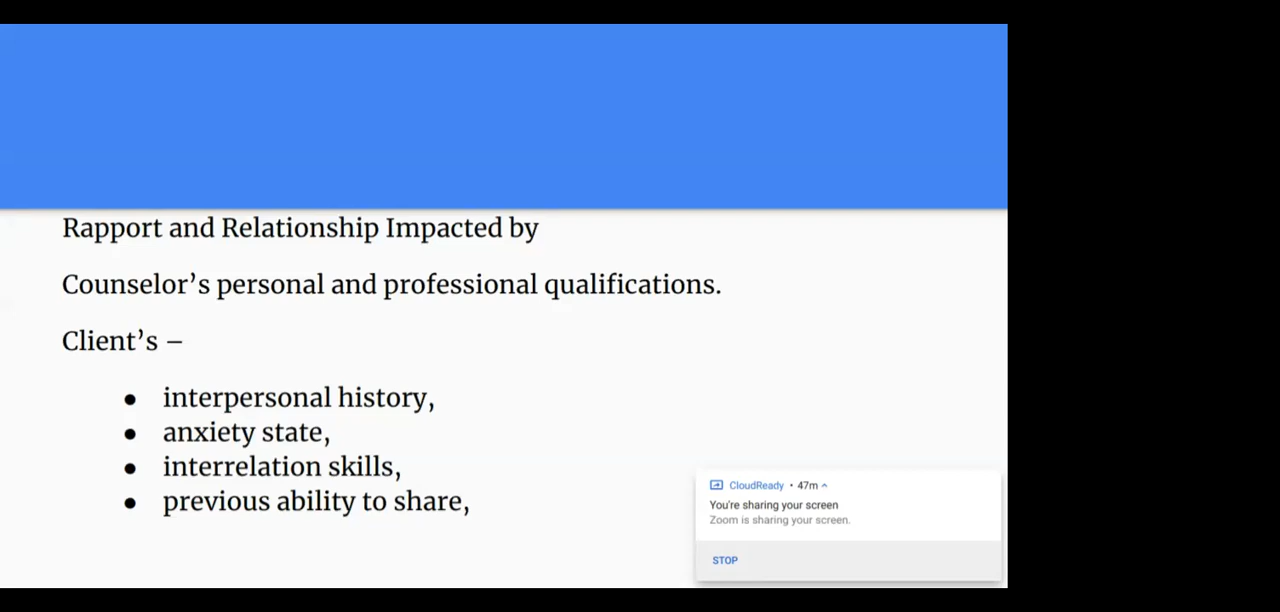 Rapport and Relationship Impacted by
Counselor’s personal and professional qualifications.
Client’s –
● interpersonal history,
● anxiety state,
● interrelation skills,
● previous ability to share,
CloudReady • 47m
You're sharing your screen
Zoom is sharing your screen.
STOP